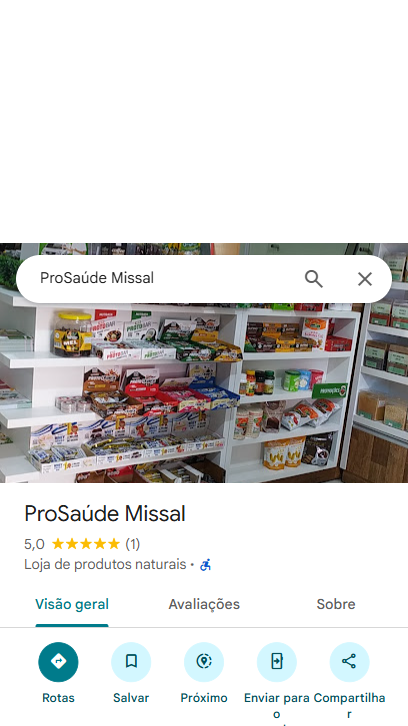 ProSaúde Missal
MEL
ProSaúde Missal
5,0 (1)
Loja de produtos naturais ·
Visão geral
Avaliações
Sobre
Rotas
Salvar
Próximo
Enviar para o
Compartilhar